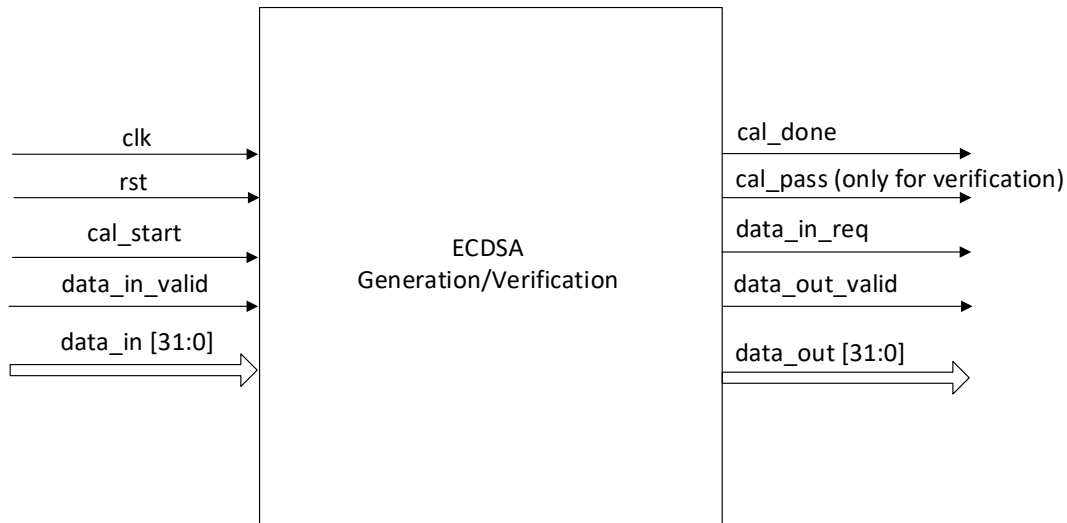 clk
rst
cal_start
data_in_valid
data_in [31:0]
ECDSA
Generation/Verification
cal_done
cal_pass (only for verification)
data_in_req
data_out_valid
data_out [31:0]